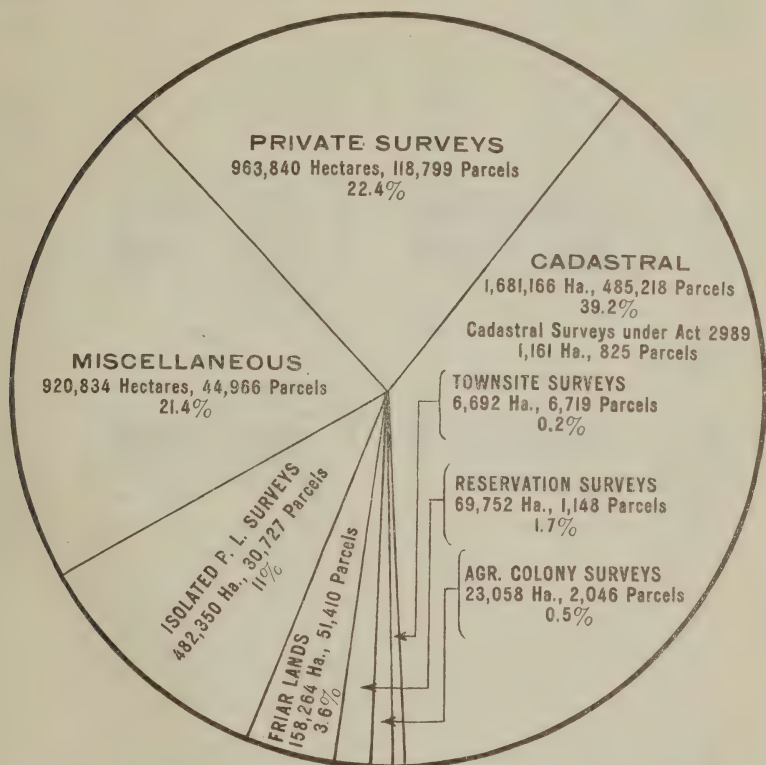 PRIVATE SURVEYS
963,840 Hectares, 118,799 Parcels
22.4%
CADASTRAL
1,681,166 Ha., 485,218 Parcels
39.2%
Cadastral Surveys under Act 2989
1,161 Ha., 825 Parcels
MISCELLANEOUS
920,834 Hectares, 44,966 Parcels
21.4%
TOWNSITE SURVEYS
6,692 Ha., 6,719 Parcels
0.2%
RESERVATION SURVEYS
69,752 Ha., 1,148 Parcels
1.7%
AGR. COLONY SURVEYS
23,058 Ha., 2,046 Parcels
0.5%
ISOLATED P. L. SURVEYS
482,350 Ha., 30,727 Parcels
11%
FRIAR LANDS
158,264 Ha., 51,410 Parcels
3.6%